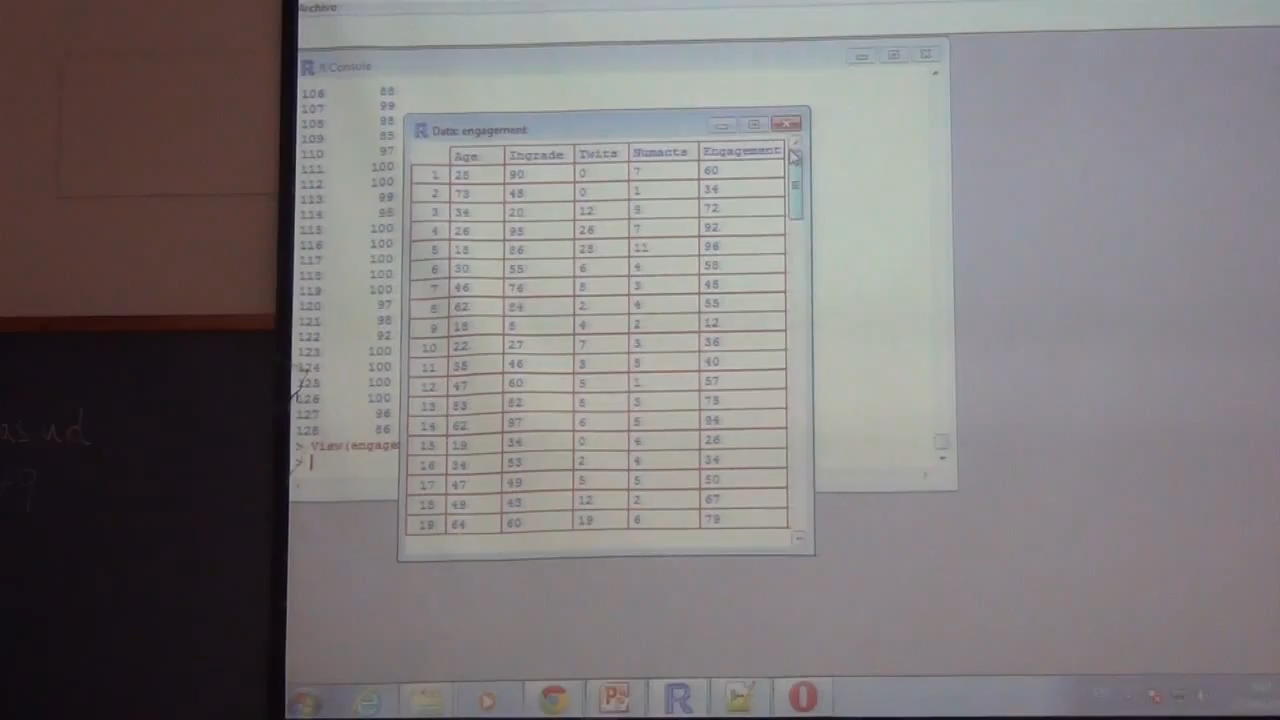 Archivo
R Console
106 88
107 99
108 98
109 85
110 97
111 100
112 100
113 99
114 98
115 100
116 100
117 100
118 100
119 100
120 97
121 98
122 92
123 100
124 100
125 100
126 100
127 96
128 86
> View(engage
>
Data: engagement
Age Ingrade Twits Numacts Engagement
1 25 90 0 7 60
2 73 45 0 1 34
3 34 20 12 9 72
4 26 95 26 7 92
5 18 86 28 11 96
6 30 55 6 4 58
7 46 76 8 3 48
8 62 84 2 4 55
9 18 5 4 2 12
10 22 27 7 3 36
11 35 46 3 5 40
12 47 60 5 1 57
13 53 82 8 3 75
14 62 97 6 5 94
15 19 34 0 4 26
16 34 53 2 4 34
17 47 49 5 5 50
18 49 45 12 2 67
19 64 60 19 6 79